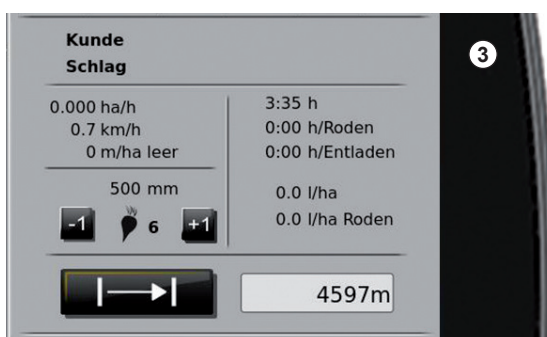 Kunde
Schlag
0.000 ha/h
0.7 km/h
0 m/ha leer
3:35 h
0:00 h/Roden
0:00 h/Entladen
500 mm
-1 6 +1
0.0 l/ha
0.0 l/ha Roden
4597m
3